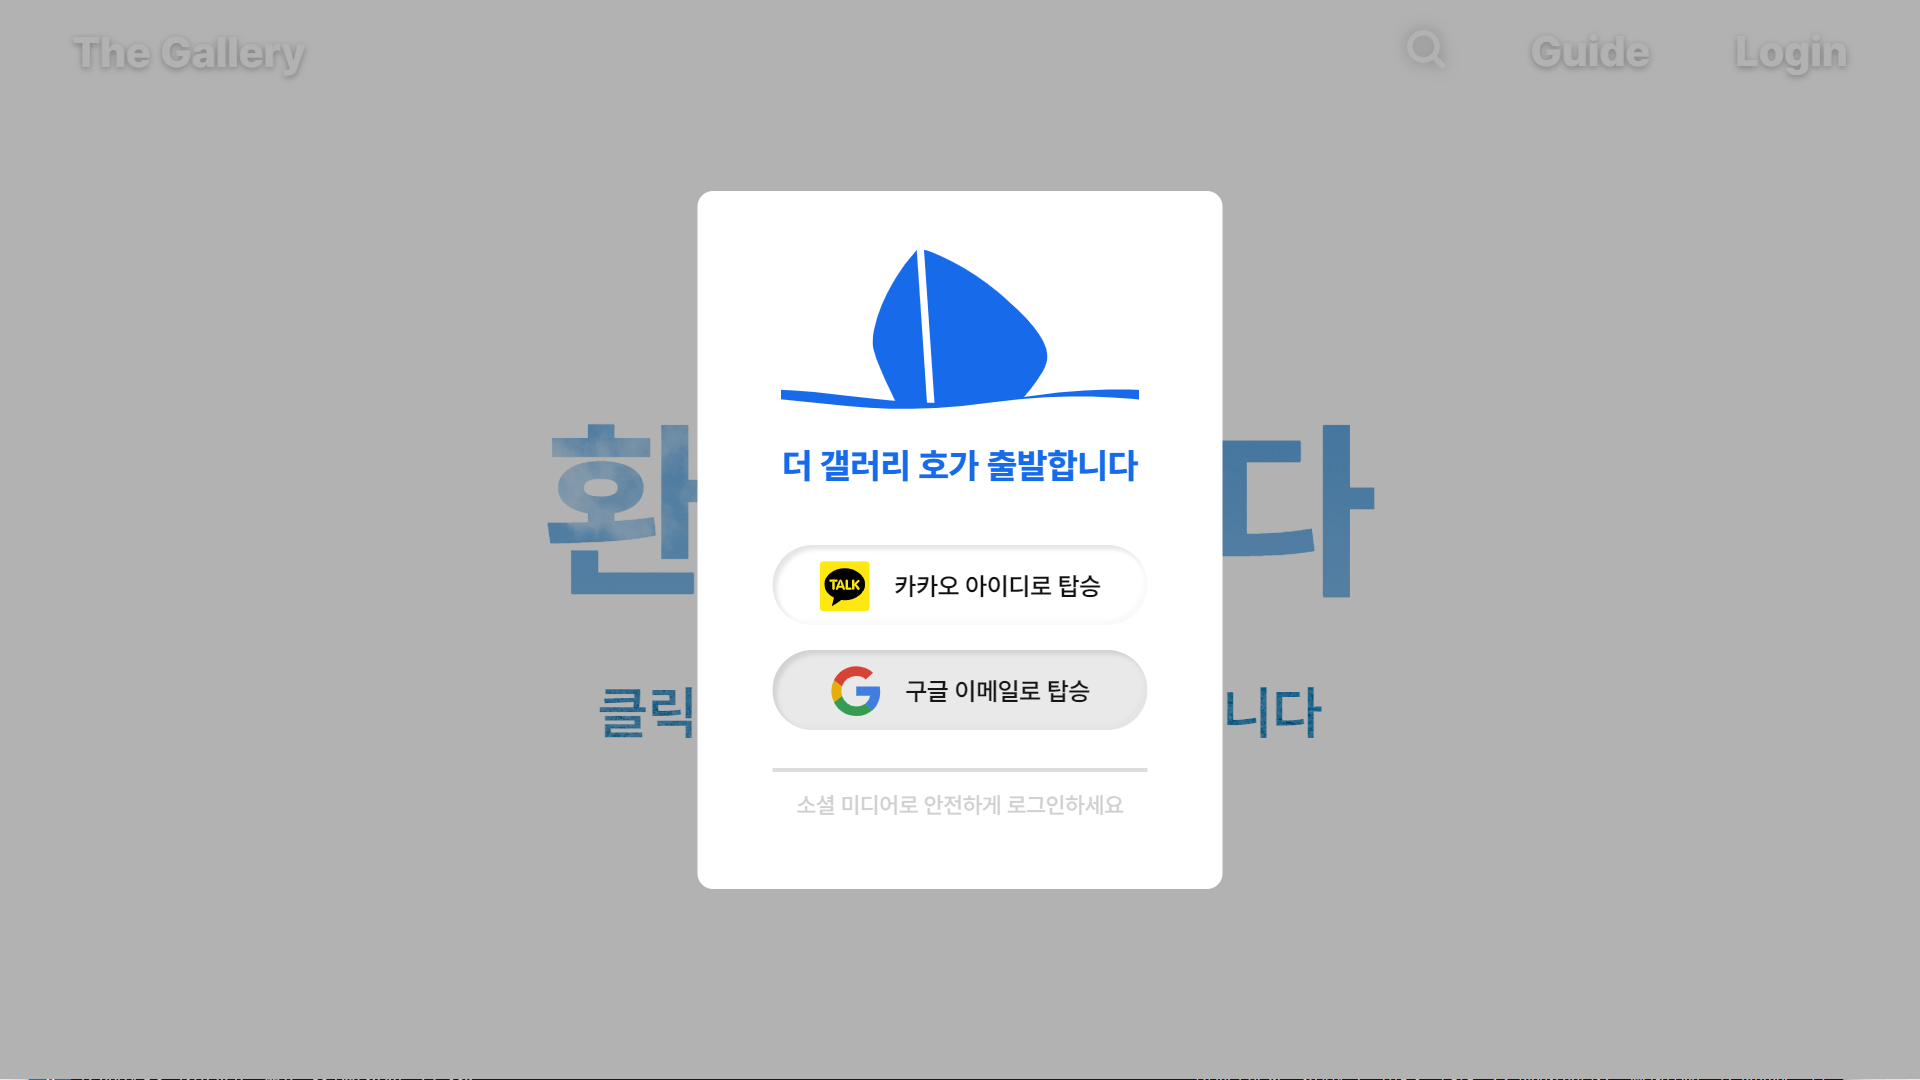 The Gallery
Guide
Login
더 갤러리 호가 출발합니다
환
다
TALK 카카오 아이디로 탑승
구글 이메일로 탑승
클릭
니다
소셜 미디어로 안전하게 로그인하세요